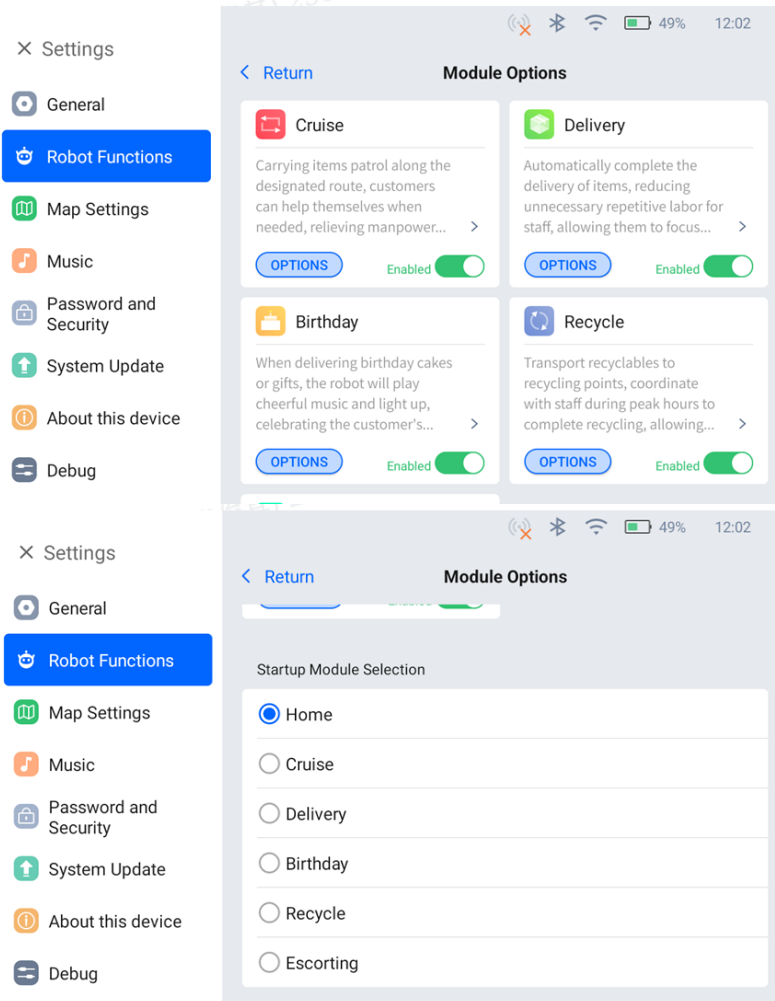 49% 12:02
Settings
Return Module Options
General
Robot Functions
Map Settings
Music
Password and
Security
System Update
About this device
Debug
Cruise
Carrying items patrol along the
designated route, customers
can help themselves when
needed, relieving manpower...
OPTIONS Enabled
Delivery
Automatically complete the
delivery of items, reducing
unnecessary repetitive labor for
staff, allowing them to focus...
OPTIONS Enabled
Birthday
When delivering birthday cakes
or gifts, the robot will play
cheerful music and light up,
celebrating the customer's...
OPTIONS Enabled
Recycle
Transport recyclables to
recycling points, coordinate
with staff during peak hours to
complete recycling, allowing...
OPTIONS Enabled
49% 12:02
Settings
Return Module Options
General
Robot Functions
Map Settings
Music
Password and
Security
System Update
About this device
Debug
Startup Module Selection
Home
Cruise
Delivery
Birthday
Recycle
Escorting